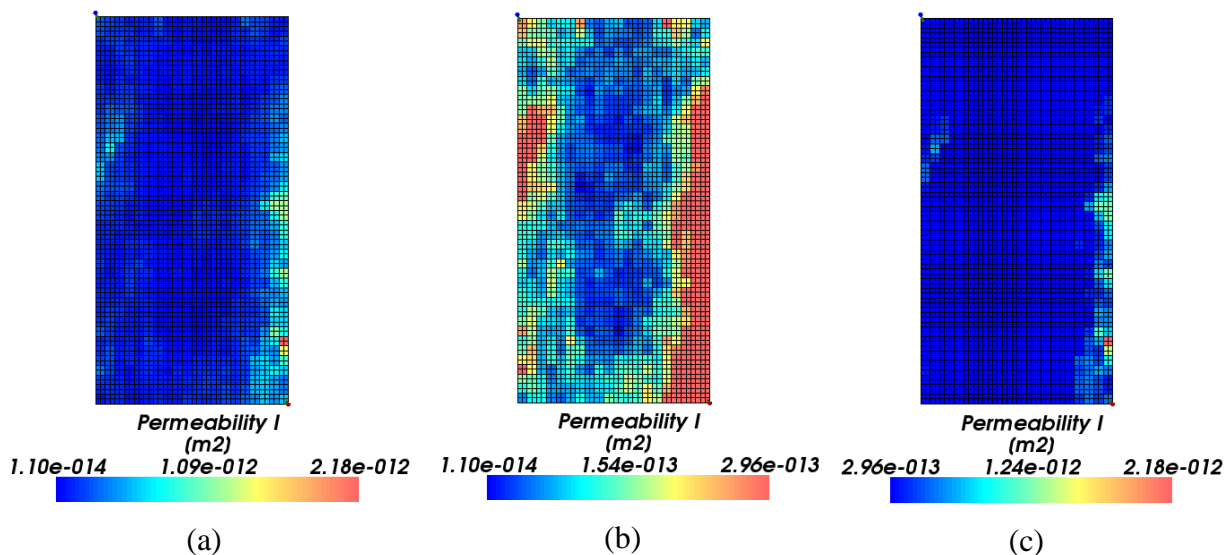 Permeability I
(m2)
1.10e-014 1.09e-012 2.18e-012
(a)
Permeability I
(m2)
1.10e-014 1.54e-013 2.96e-013
(b)
Permeability I
(m2)
2.96e-013 1.24e-012 2.18e-012
(c)